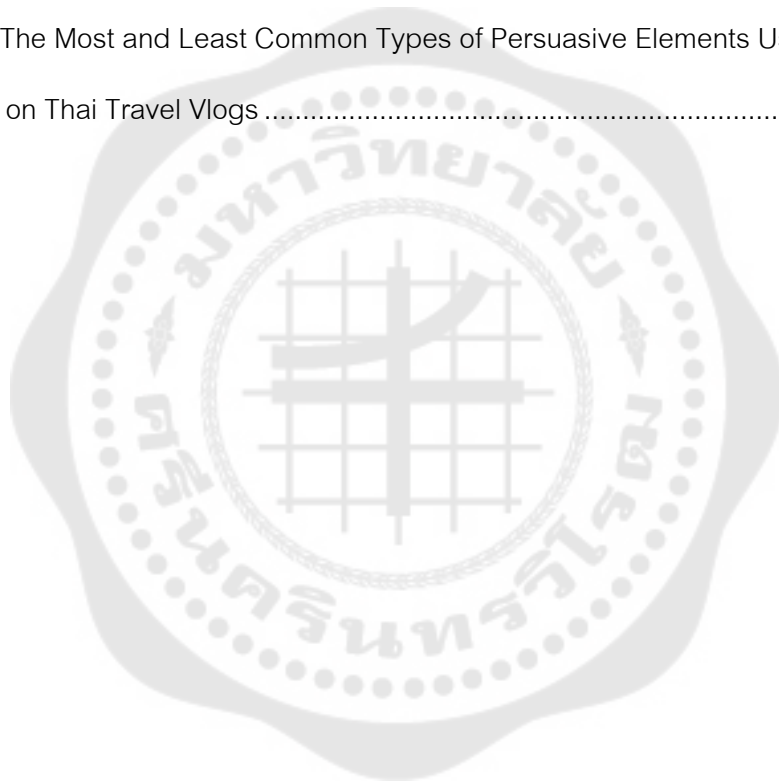 The Most and Least Common Types of Persuasive Elements U
on Thai Travel Vlogs ....................................................................
มหาวิทยาลัย
ศรีนครินทรวิโรฒ